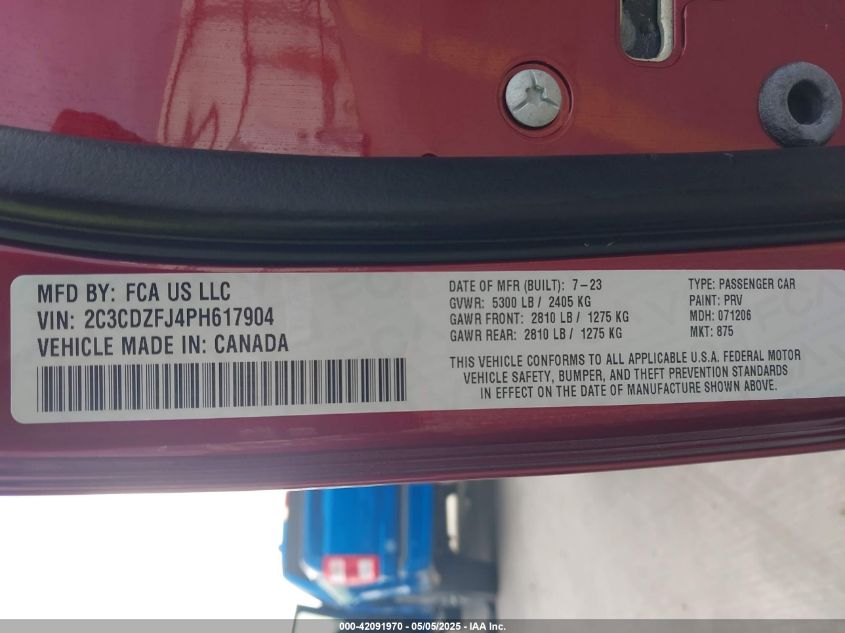 MFD BY: FCA US LLC
VIN: 2C3CDZFJ4PH617904
VEHICLE MADE IN: CANADA
DATE OF MFR (BUILT): 7-23
GVWR: 5300 LB / 2405 KG
GAWR FRONT: 2810 LB / 1275 KG
GAWR REAR: 2810 LB / 1275 KG
TYPE: PASSENGER CAR
PAINT: PRV
MDH: 071206
MKT: 875
THIS VEHICLE CONFORMS TO ALL APPLICABLE U.S.A. FEDERAL MOTOR
VEHICLE SAFETY, BUMPER, AND THEFT PREVENTION STANDARDS
IN EFFECT ON THE DATE OF MANUFACTURE SHOWN ABOVE.
000-42091970 - 05/05/2025 - IAA Inc.